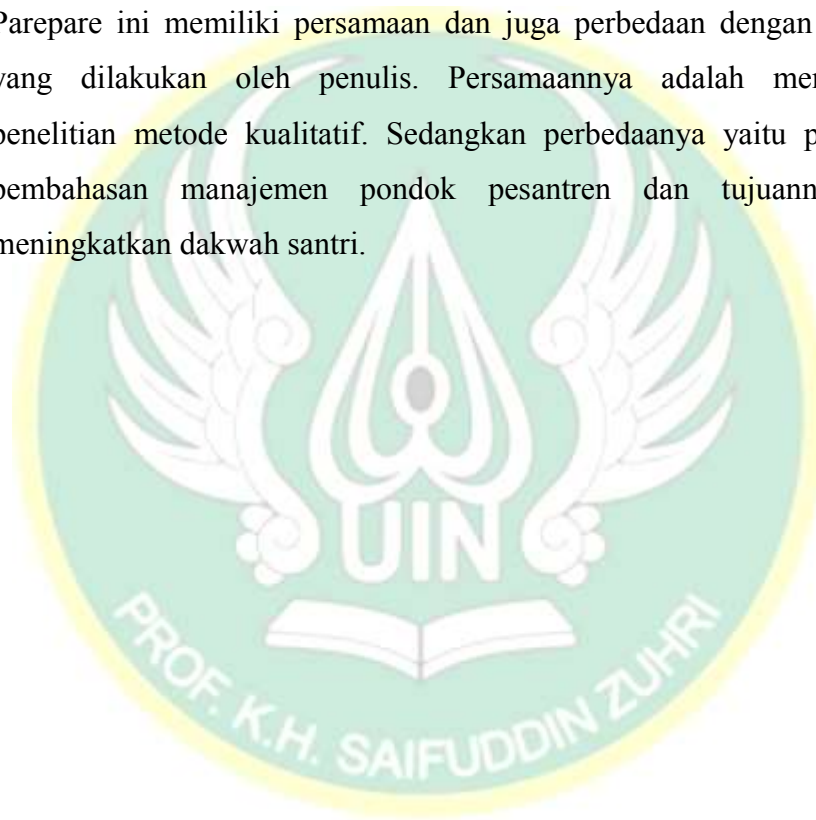 Parepare ini memiliki persamaan dan juga perbedaan dengan
yang dilakukan oleh penulis. Persamaannya adalah
penelitian metode kualitatif. Sedangkan perbedaanya yaitu
pembahasan manajemen pondok pesantren dan
meningkatkan dakwah santri.
UIN
PROF. K.H. SAIFUDDIN ZUHRI